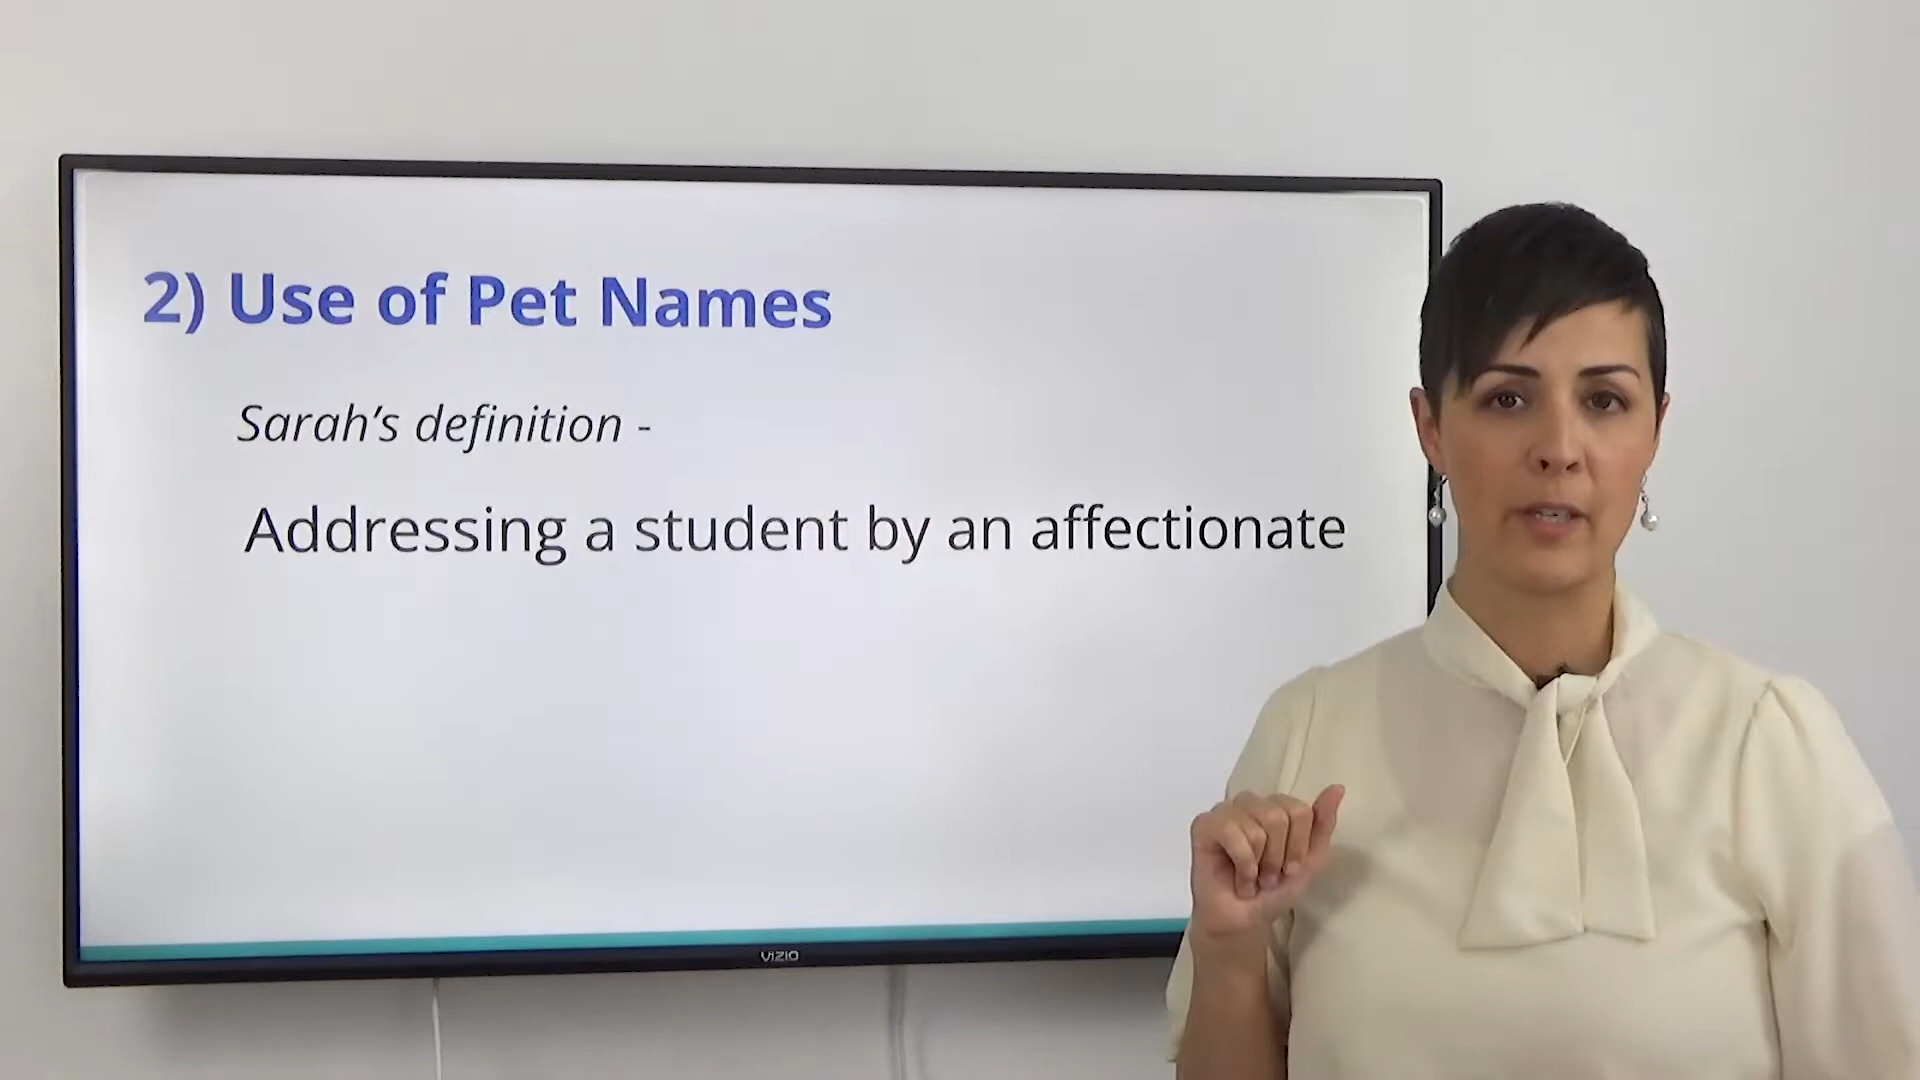 2) Use of Pet Names
Sarah's definition -
Addressing a student by an affectionate
VIZIO